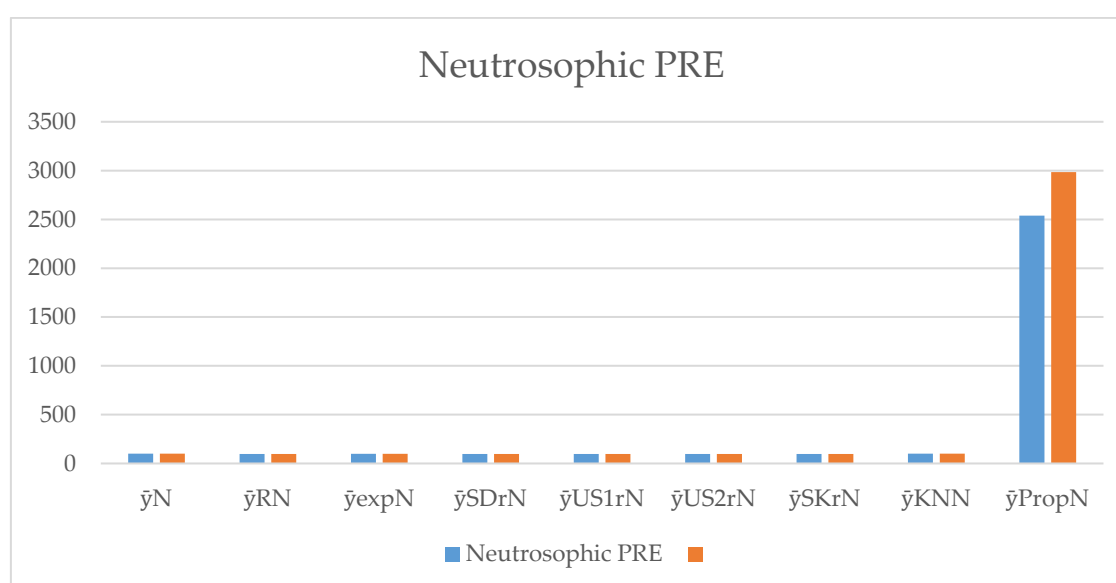 Neutrosophic PRE
3500
3000
2500
2000
1500
1000
500
0
ȳN ȳRN ȳexpN ȳSDrN ȳUS1rN ȳUS2rN ȳSKrN ȳKNN ȳPropN
Neutrosophic PRE